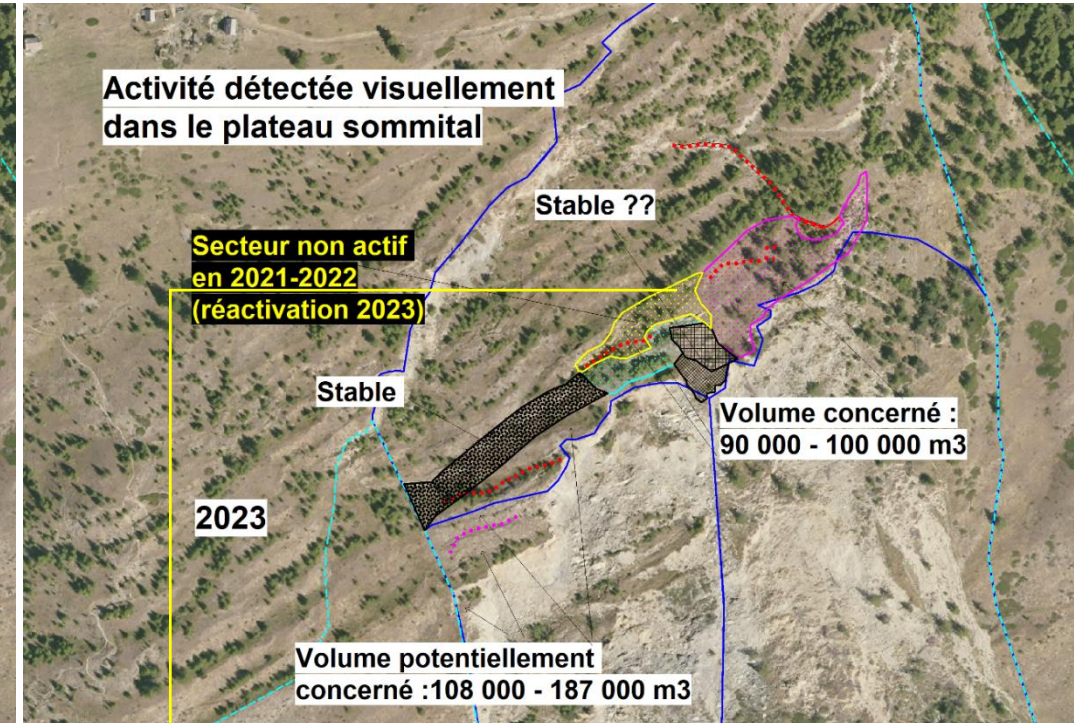 Activité détectée visuellement
dans le plateau sommital
Stable ??
Secteur non actif
en 2021-2022
(réactivation 2023)
Stable
Volume concerné :
90 000 - 100 000 m3
2023
Volume potentiellement
concerné :108 000 - 187 000 m3